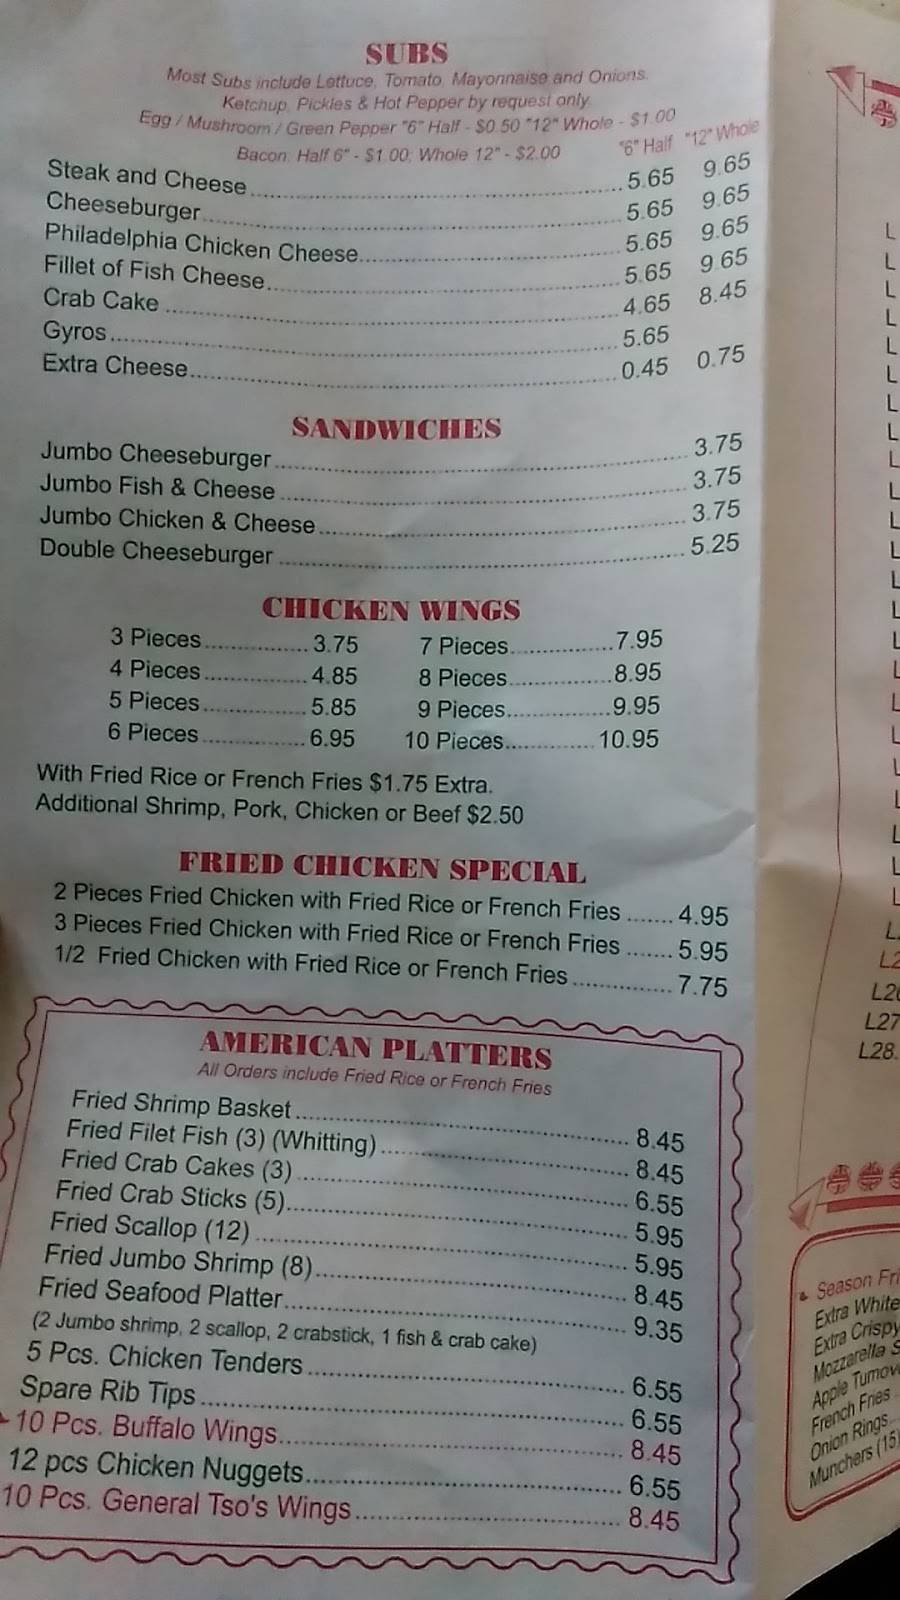 SUBS
Most Subs include Lettuce, Tomato, Mayonnaise and Onions.
Ketchup, Pickles & Hot Pepper by request only.
Egg / Mushroom / Green Pepper "6" Half - $0.50 "12" Whole - $1.00
Bacon: Half 6" - $1.00; Whole 12" - $2.00
"6" Half "12" Whole
Steak and Cheese 5.65 9.65
Cheeseburger 5.65 9.65
Philadelphia Chicken Cheese 5.65 9.65
Fillet of Fish Cheese 5.65 9.65
Crab Cake 4.65 8.45
Gyros 5.65
Extra Cheese 0.45 0.75
SANDWICHES
Jumbo Cheeseburger 3.75
Jumbo Fish & Cheese 3.75
Jumbo Chicken & Cheese 3.75
Double Cheeseburger 5.25
CHICKEN WINGS
3 Pieces 3.75 7 Pieces 7.95
4 Pieces 4.85 8 Pieces 8.95
5 Pieces 5.85 9 Pieces 9.95
6 Pieces 6.95 10 Pieces 10.95
With Fried Rice or French Fries $1.75 Extra.
Additional Shrimp, Pork, Chicken or Beef $2.50
FRIED CHICKEN SPECIAL
2 Pieces Fried Chicken with Fried Rice or French Fries 4.95
3 Pieces Fried Chicken with Fried Rice or French Fries 5.95
1/2 Fried Chicken with Fried Rice or French Fries 7.75
AMERICAN PLATTERS
All Orders include Fried Rice or French Fries
Fried Shrimp Basket 8.45
Fried Filet Fish (3) (Whitting) 8.45
Fried Crab Cakes (3) 6.55
Fried Crab Sticks (5) 5.95
Fried Scallop (12) 5.95
Fried Jumbo Shrimp (8) 8.45
Fried Seafood Platter 9.35
(2 Jumbo shrimp, 2 scallop, 2 crabstick, 1 fish & crab cake)
5 Pcs. Chicken Tenders 6.55
Spare Rib Tips 6.55
10 Pcs. Buffalo Wings 8.45
12 pcs Chicken Nuggets 6.55
10 Pcs. General Tso's Wings 8.45
L27
L28.
Season Fri
Extra White
Extra Crispy
Mozzarella S
Apple Turnov
French Fries
Onion Rings
Munchers (15)